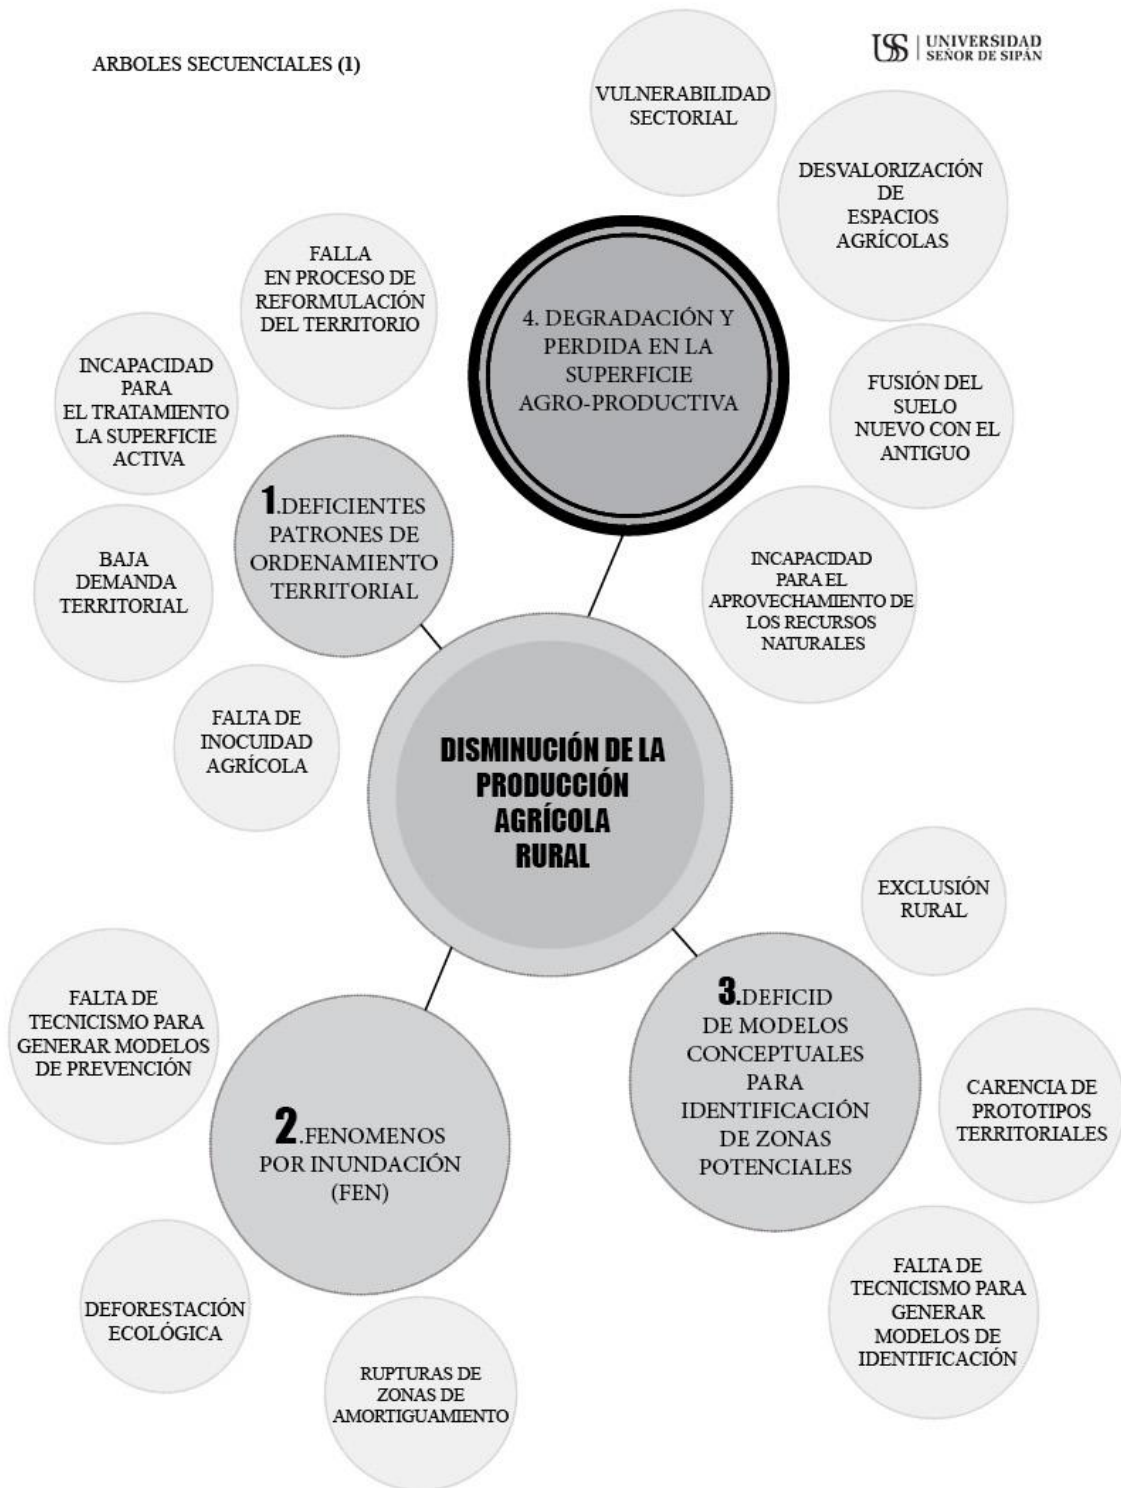 ARBOLES SECUENCIALES (1)
USS | UNIVERSIDAD
SEÑOR DE SIPÁN
VULNERABILIDAD
SECTORIAL
DESVALORIZACIÓN
DE
ESPACIOS
AGRÍCOLAS
FALLA
EN PROCESO DE
REFORMULACIÓN
DEL TERRITORIO
4. DEGRADACIÓN Y
PERDIDA EN LA
SUPERFICIE
AGRO-PRODUCTIVA
INCAPACIDAD
PARA
EL TRATAMIENTO
LA SUPERFICIE
ACTIVA
FUSIÓN DEL
SUELO
NUEVO CON EL
ANTIGUO
1.DEFICIENTES
PATRONES DE
ORDENAMIENTO
TERRITORIAL
BAJA
DEMANDA
TERRITORIAL
INCAPACIDAD
PARA EL
APROVECHAMIENTO DE
LOS RECURSOS
NATURALES
FALTA DE
INOCUIDAD
AGRÍCOLA
DISMINUCIÓN DE LA
PRODUCCIÓN
AGRÍCOLA
RURAL
EXCLUSIÓN
RURAL
FALTA DE
TECNICISMO PARA
GENERAR MODELOS
DE PREVENCIÓN
3.DEFICID
DE MODELOS
CONCEPTUALES
PARA
IDENTIFICACIÓN
DE ZONAS
POTENCIALES
CARENCIA DE
PROTOTIPOS
TERRITORIALES
2.FENOMENOS
POR INUNDACIÓN
(FEN)
FALTA DE
TECNICISMO PARA
GENERAR
MODELOS DE
IDENTIFICACIÓN
DEFORESTACIÓN
ECOLÓGICA
RUPTURAS DE
ZONAS DE
AMORTIGUAMIENTO